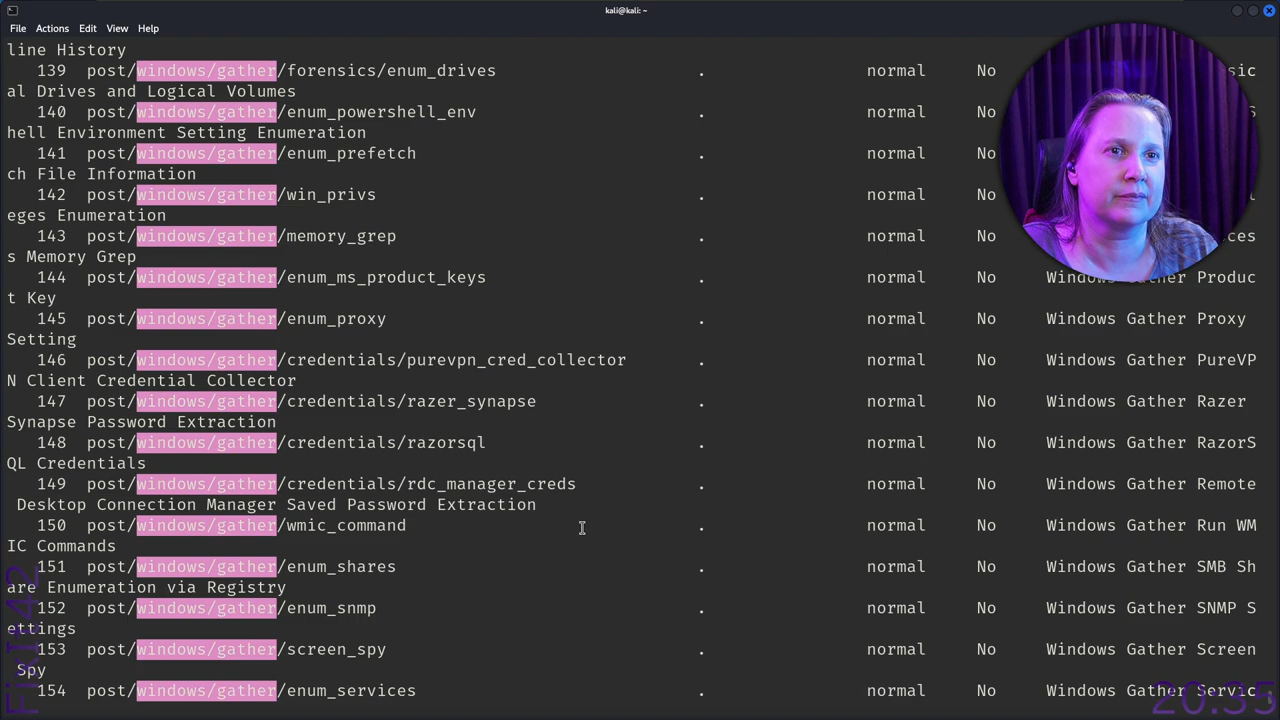 kali@kali: ~
File Actions Edit View Help
line History
139 post/windows/gather/forensics/enum_drives . normal No sic
al Drives and Logical Volumes
140 post/windows/gather/enum_powershell_env . normal No S
hell Environment Setting Enumeration
141 post/windows/gather/enum_prefetch . normal No
ch File Information
142 post/windows/gather/win_privs . normal No
eges Enumeration
143 post/windows/gather/memory_grep . normal No ces
s Memory Grep
144 post/windows/gather/enum_ms_product_keys . normal No Windows Gather Produc
t Key
145 post/windows/gather/enum_proxy . normal No Windows Gather Proxy
Setting
146 post/windows/gather/credentials/purevpn_cred_collector . normal No Windows Gather PureVP
N Client Credential Collector
147 post/windows/gather/credentials/razer_synapse . normal No Windows Gather Razer
Synapse Password Extraction
148 post/windows/gather/credentials/razorsql . normal No Windows Gather RazorS
QL Credentials
149 post/windows/gather/credentials/rdc_manager_creds . normal No Windows Gather Remote
Desktop Connection Manager Saved Password Extraction
150 post/windows/gather/wmic_command . normal No Windows Gather Run WM
IC Commands
151 post/windows/gather/enum_shares . normal No Windows Gather SMB Sh
are Enumeration via Registry
152 post/windows/gather/enum_snmp . normal No Windows Gather SNMP S
ettings
153 post/windows/gather/screen_spy . normal No Windows Gather Screen
Spy
154 post/windows/gather/enum_services . normal No Windows Gather Servic
FixIt42
20:35